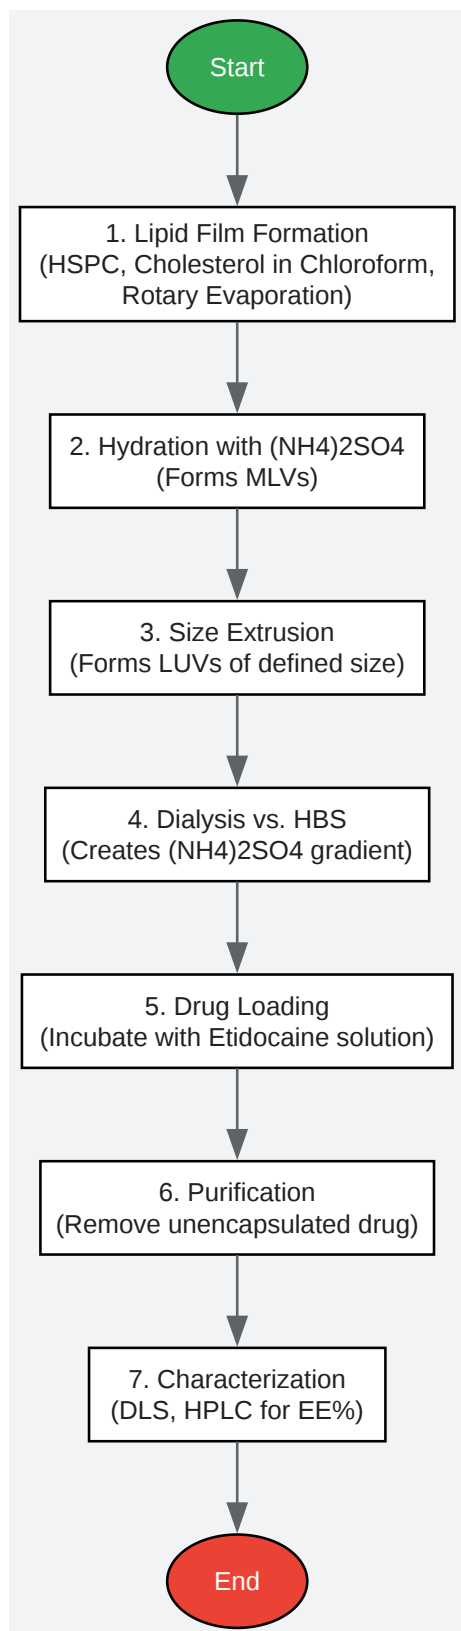 Start
1. Lipid Film Formation
(HSPC, Cholesterol in Chloroform,
Rotary Evaporation)
2. Hydration with (NH4)2SO4
(Forms MLVs)
3. Size Extrusion
(Forms LUVs of defined size)
4. Dialysis vs. HBS
(Creates (NH4)2SO4 gradient)
5. Drug Loading
(Incubate with Etidocaine solution)
6. Purification
(Remove unencapsulated drug)
7. Characterization
(DLS, HPLC for EE%)
End